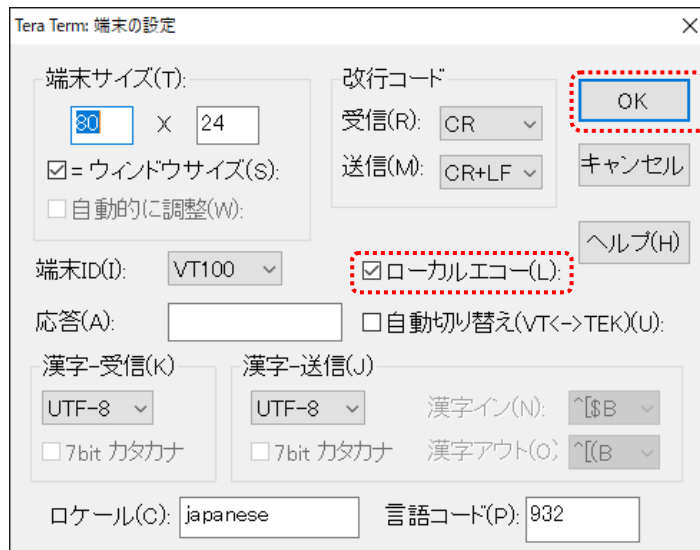 Tera Term: 端末の設定
端末サイズ(T):
80 X 24
= ウィンドウサイズ(S):
自動的に調整(W):
改行コード
受信(R): CR
送信(M): CR+LF
OK
キャンセル
ヘルプ(H)
端末ID(I): VT100
ローカルエコー(L):
応答(A):
自動切り替え(VT<->TEK)(U):
漢字-受信(K)
UTF-8
7bit カタカナ
漢字-送信(J)
UTF-8
漢字イン(N): ^[$B
7bit カタカナ
漢字アウト(O) ^[(B
ロケール(C): japanese
言語コード(P): 932